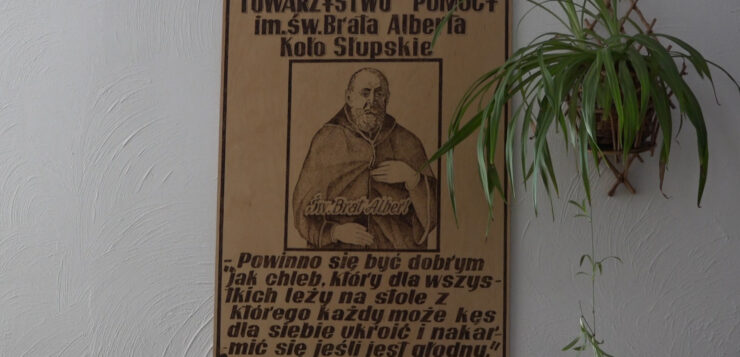 TOWARZYSTWO POMOCY
im. św. Brata Alberta
Koło Słupskie
Św. Brat Albert
- Powinno się być dobrym
"jak chleb, który dla wszys-
tkich leży na stole z
którego każdy może kęs
dla siebie ukroić i nakar-
mić się jeśli jest głodny."